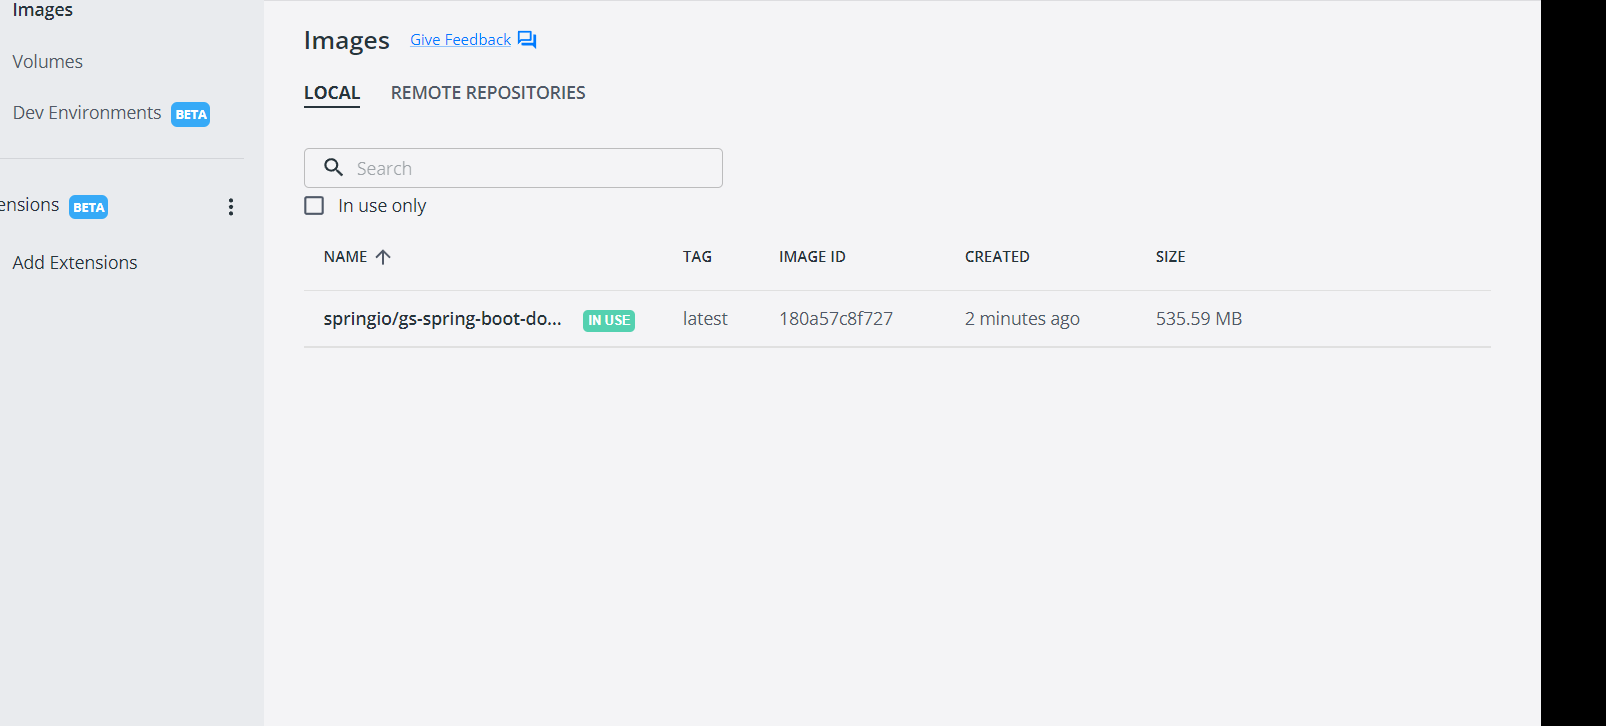 Images
Volumes
Dev Environments BETA
ensions BETA
Add Extensions
Images Give Feedback
LOCAL REMOTE REPOSITORIES
Search
In use only
NAME TAG IMAGE ID CREATED SIZE
springio/gs-spring-boot-do... IN USE latest 180a57c8f727 2 minutes ago 535.59 MB